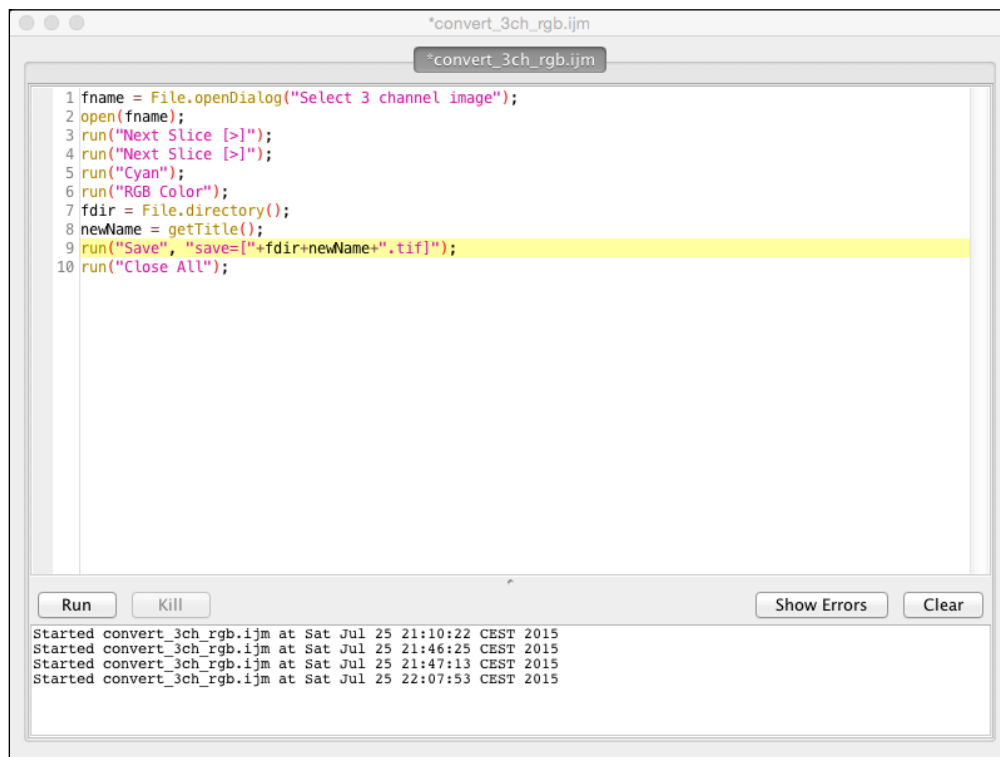 *convert_3ch_rgb.ijm
*convert_3ch_rgb.ijm
1 fname = File.openDialog("Select 3 channel image");
2 open(fname);
3 run("Next Slice [>]");
4 run("Next Slice [>]");
5 run("Cyan");
6 run("RGB Color");
7 fdir = File.directory();
8 newName = getTitle();
9 run("Save", "save=["+fdir+newName+".tif]");
10 run("Close All");
Run Kill Show Errors Clear
Started convert_3ch_rgb.ijm at Sat Jul 25 21:10:22 CEST 2015
Started convert_3ch_rgb.ijm at Sat Jul 25 21:46:25 CEST 2015
Started convert_3ch_rgb.ijm at Sat Jul 25 21:47:13 CEST 2015
Started convert_3ch_rgb.ijm at Sat Jul 25 22:07:53 CEST 2015